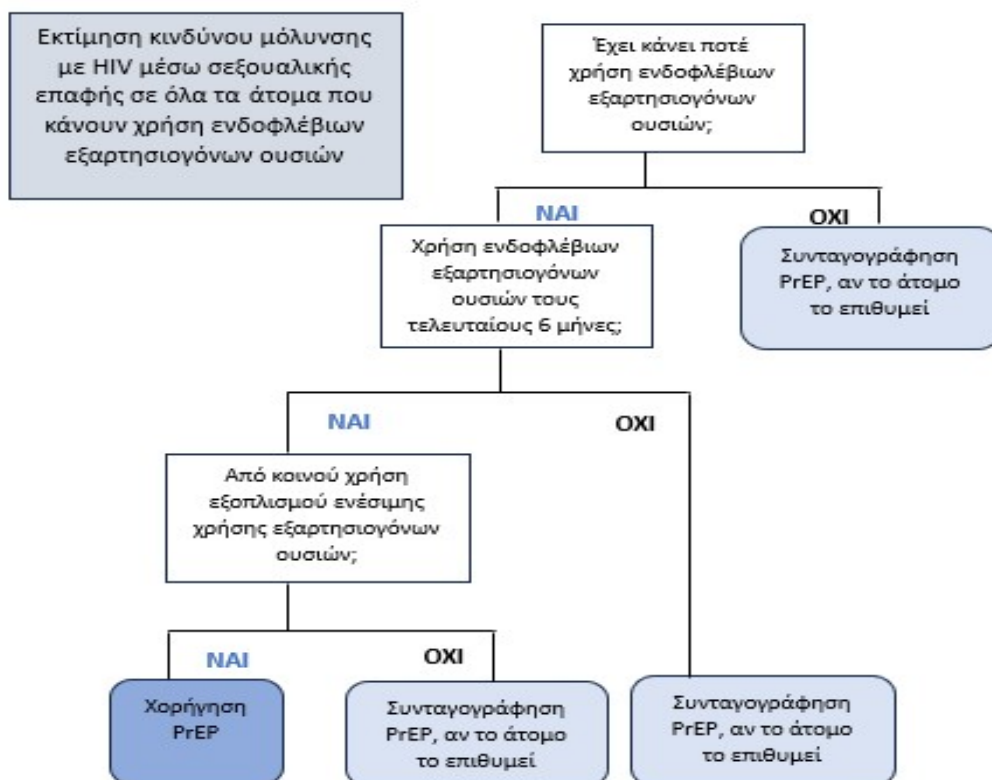 Εκτίμηση κινδύνου μόλυνσης
με HIV μέσω σεξουαλικής
επαφής σε όλα τα άτομα που
κάνουν χρήση ενδοφλέβιων
εξαρτησιογόνων ουσιών
Έχει κάνει ποτέ
χρήση ενδοφλέβιων
εξαρτησιογόνων
ουσιών;
ΝΑΙ
ΟΧΙ
Χρήση ενδοφλέβιων
εξαρτησιογόνων
ουσιών τους
τελευταίους 6 μήνες;
Συνταγογράφηση
PrEP, αν το άτομο
το επιθυμεί
ΝΑΙ
ΟΧΙ
Από κοινού χρήση
εξοπλισμού ενέσιμης
χρήσης εξαρτησιογόνων
ουσιών;
ΝΑΙ
ΟΧΙ
Χορήγηση
PrEP
Συνταγογράφηση
PrEP, αν το άτομο
το επιθυμεί
Συνταγογράφηση
PrEP, αν το άτομο
το επιθυμεί